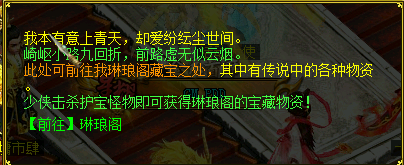 我本有意上青天，却爱纷纭尘世间。
崎岖小路九回折，前路虚无似云烟。
此处可前往我琳琅阁藏宝之处，其中有传说中的各种物资
。
少侠击杀护宝怪物即可获得琳琅阁的宝藏物资！
【前往】琳琅阁
市肆